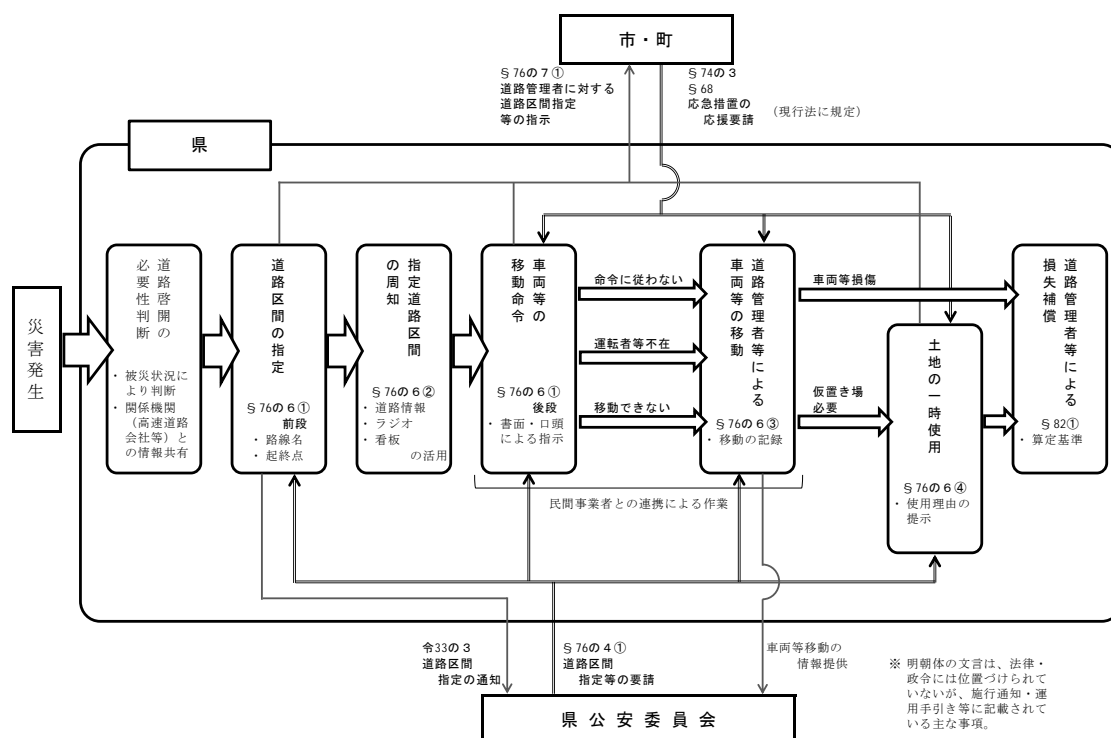 市・町
§76の7①
道路管理者に対する
道路区間指定
等の指示
§74の3
§68
応急措置の
応援要請
（現行法に規定）
県
災害発生
道路啓開の
必要性判断
・ 被災状況に
より判断
・ 関係機関
（高速道路
会社等）と
の情報共有
道路区間の指定
§76の6①
前段
・ 路線名
・ 起終点
指定道路区間
の周知
§76の6②
・ 道路情報
・ ラジオ
・ 看板
の活用
車両等の
移動命令
§76の6①
後段
・ 書面・口頭
による指示
命令に従わない
運転者等不在
移動できない
道路管理者等による
車両等の移動
§76の6③
・ 移動の記録
車両等損傷
仮置き場
必要
土地の一時使用
§76の6④
・ 使用理由の
提示
道路管理者等による
損失補償
§82①
・ 算定基準
民間事業者との連携による作業
令33の3
道路区間
指定の通知
§76の4①
道路区間
指定等の要請
車両等移動の
情報提供
※ 明朝体の文言は、法律・
政令には位置づけられて
いないが、施行通知・運
用手引き等に記載されて
いる主な事項。
県公安委員会